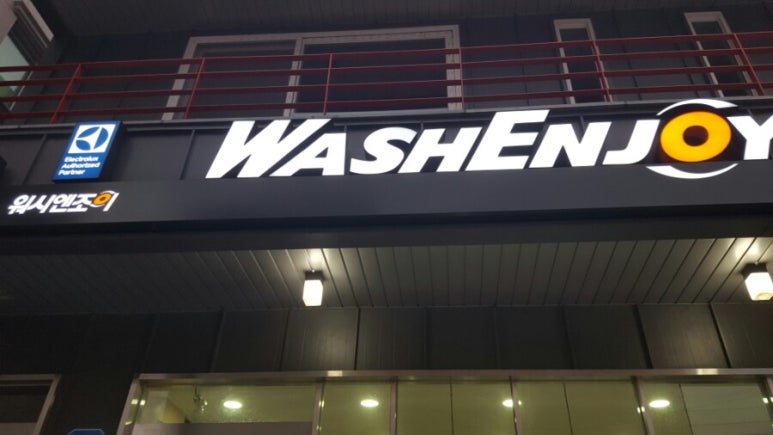 WASHENJOY
Electrolux
Authorized
Partner
워시엔조이